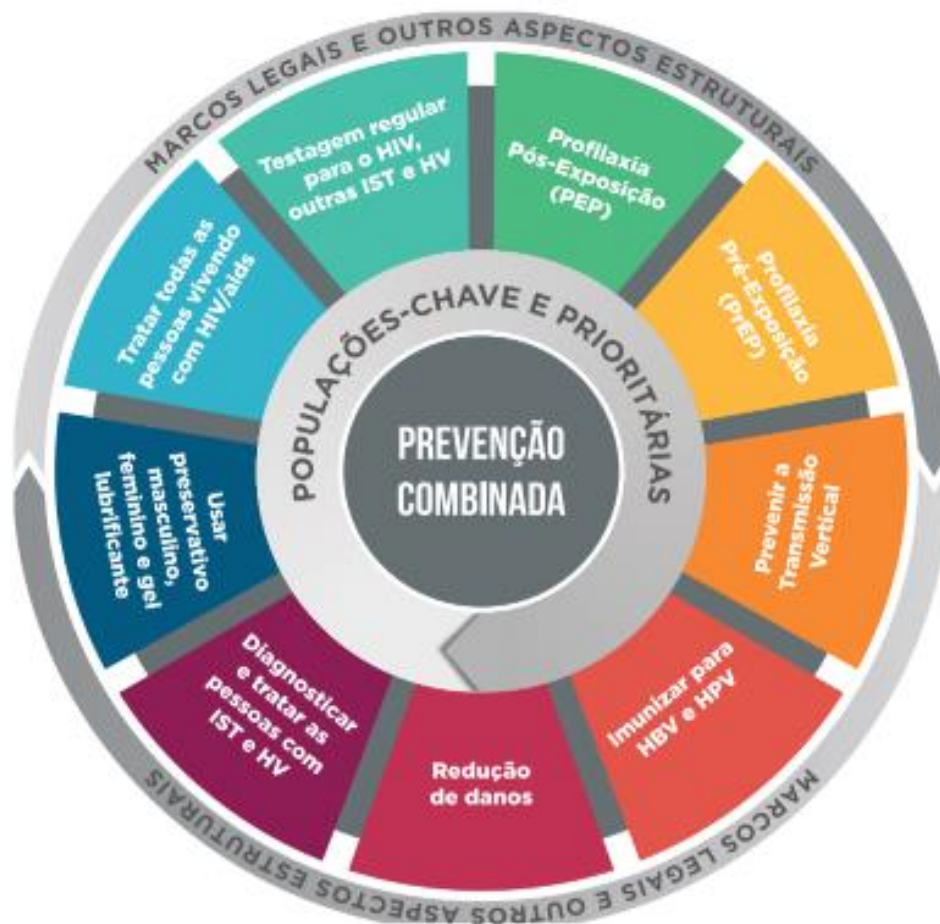 MARCOS LEGAIS E OUTROS ASPECTOS ESTRUTURAIS
Testagem regular
para o HIV,
outras IST e HV
Profilaxia
Pós-Exposição
(PEP)
Profilaxia
Pré-Exposição
(PrEP)
Prevenir a
Transmissão
Vertical
Imunizar para
HBV e HPV
Redução
de danos
Diagnosticar
e tratar as
pessoas com
IST e HV
Usar
preservativo
masculino,
feminino e gel
lubrificante
Tratar todas as
pessoas vivendo
com HIV/aids
POPULAÇÕES-CHAVE E PRIORITÁRIAS
PREVENÇÃO
COMBINADA
MARCOS LEGAIS E OUTROS ASPECTOS ESTRUTURAIS